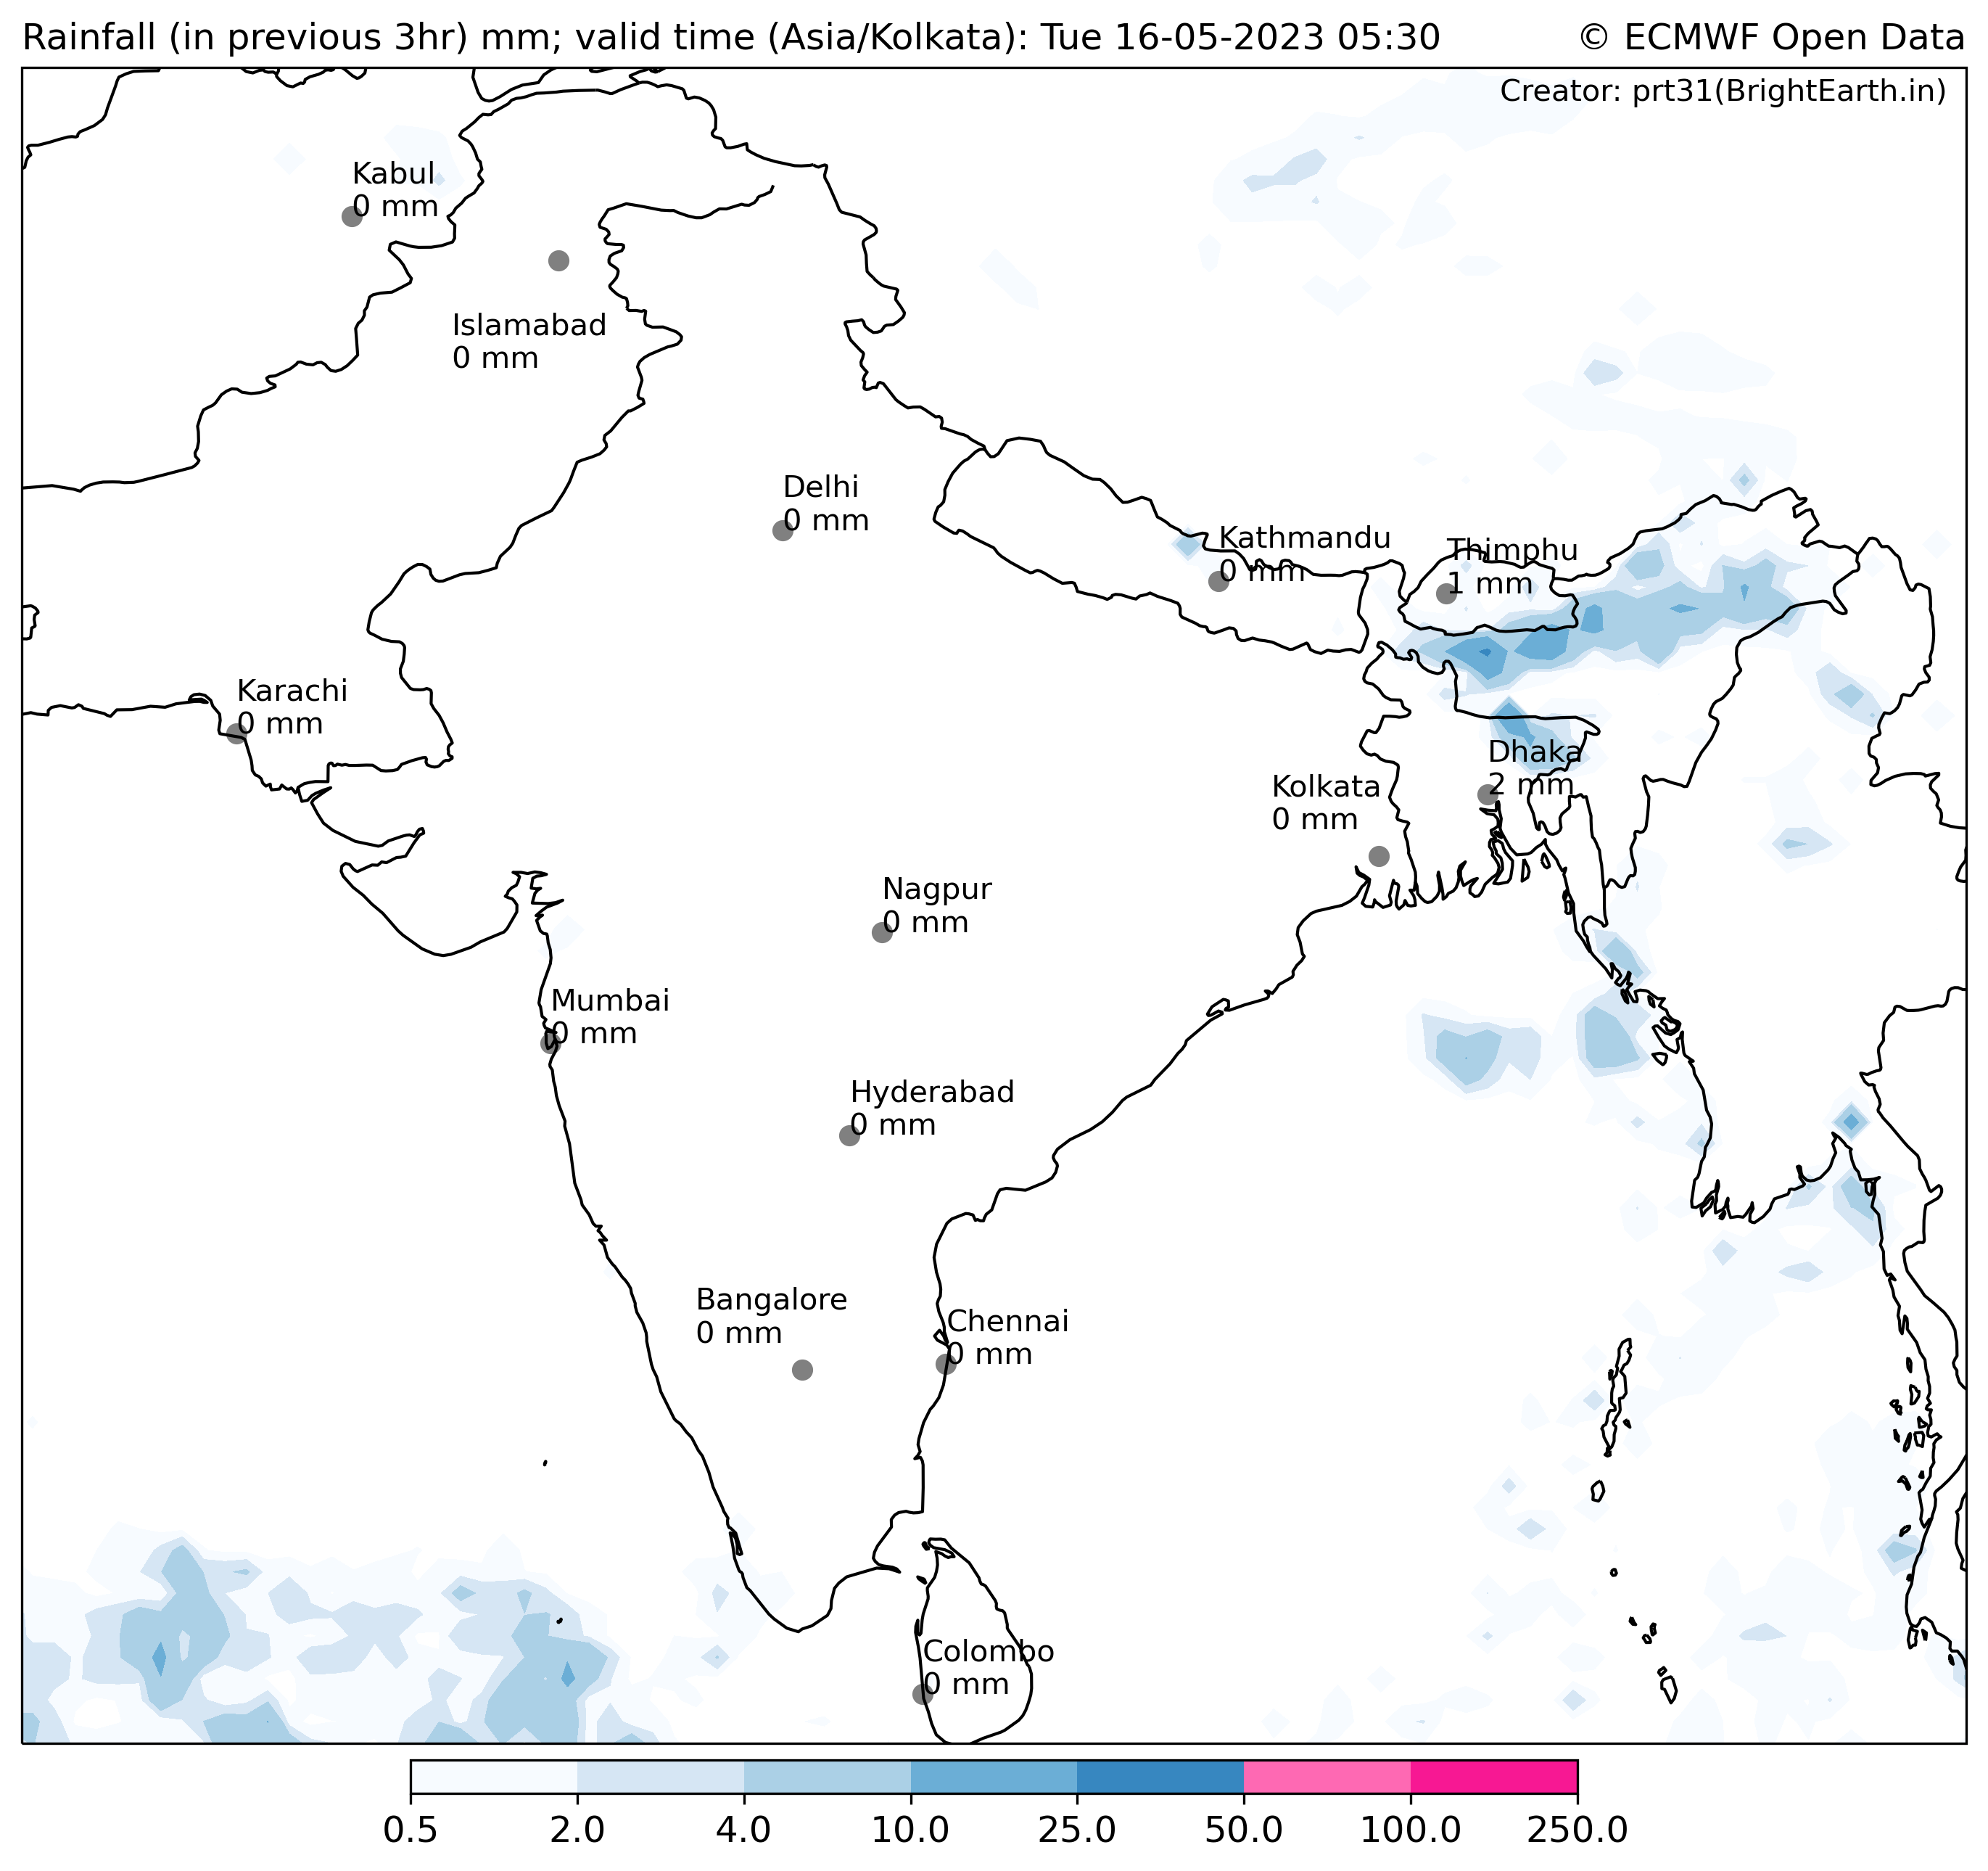 Rainfall (in previous 3hr) mm; valid time (Asia/Kolkata): Tue 16-05-2023 05:30
© ECMWF Open Data
Creator: prt31(BrightEarth.in)
Kabul
0 mm
Islamabad
0 mm
Delhi
0 mm
Kathmandu
0 mm
Thimphu
1 mm
Karachi
0 mm
Dhaka
2 mm
Kolkata
0 mm
Nagpur
0 mm
Mumbai
0 mm
Hyderabad
0 mm
Bangalore
0 mm
Chennai
0 mm
Colombo
0 mm
0.5 2.0 4.0 10.0 25.0 50.0 100.0 250.0